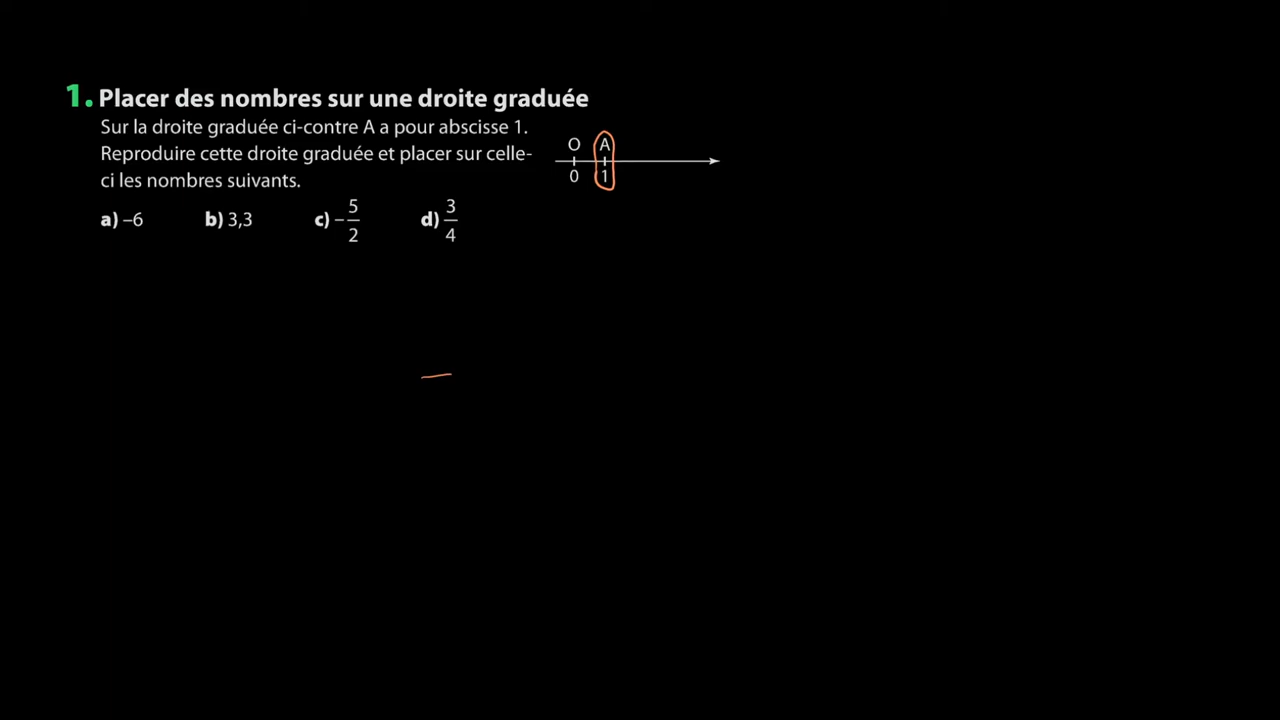 1. Placer des nombres sur une droite graduée
Sur la droite graduée ci-contre A a pour abscisse 1.
Reproduire cette droite graduée et placer sur celle-
ci les nombres suivants.
O A
0 1
a) –6 b) 3,3 c) –5/2 d) 3/4